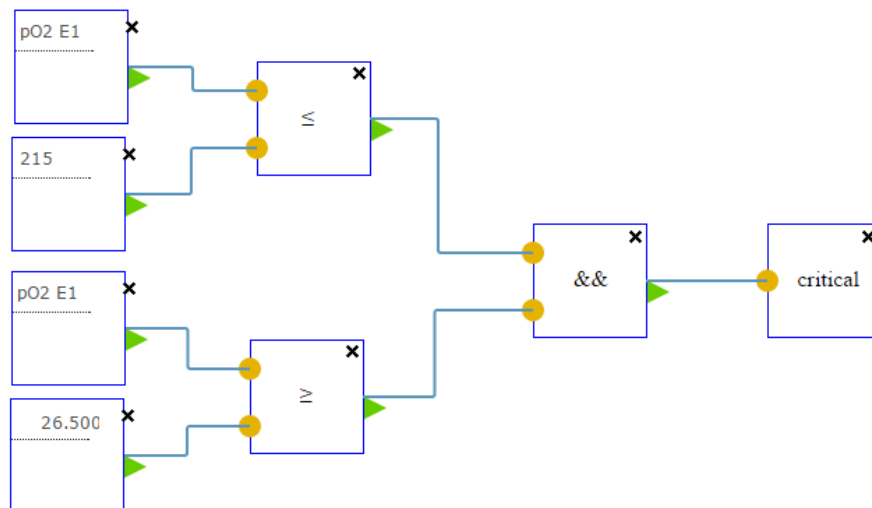 pO2 E1
≤
215
&&
critical
pO2 E1
≥
26.500